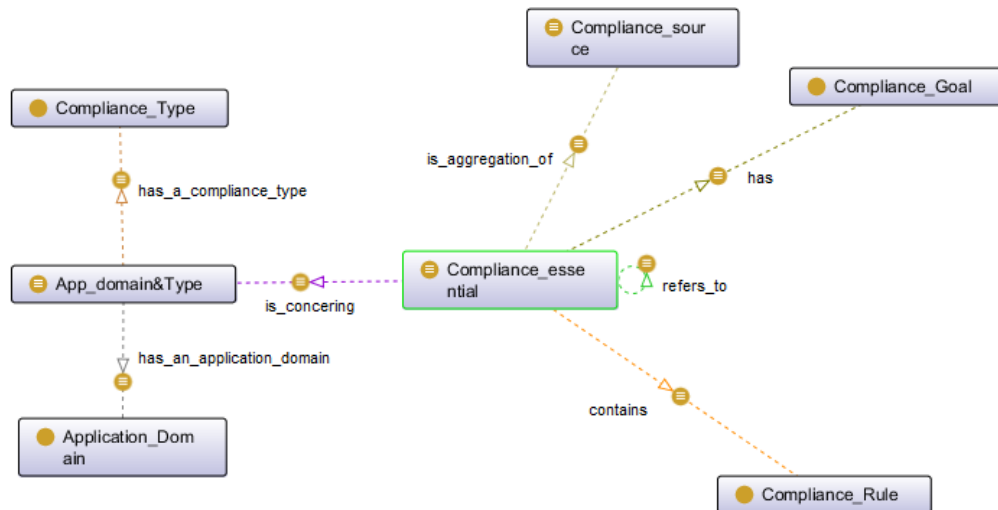 Compliance_sour
ce
Compliance_Goal
Compliance_Type
is_aggregation_of
has
has_a_compliance_type
Compliance_esse
ntial
App_domain&Type
refers_to
is_concering
has_an_application_domain
contains
Application_Dom
ain
Compliance_Rule